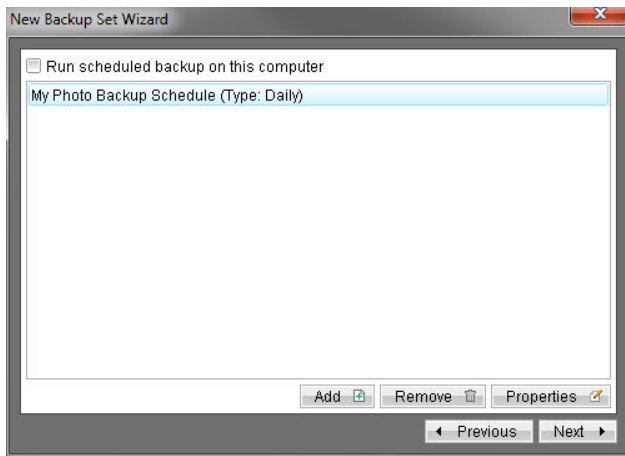 New Backup Set Wizard
Run scheduled backup on this computer
My Photo Backup Schedule (Type: Daily)
Add Remove Properties
Previous Next